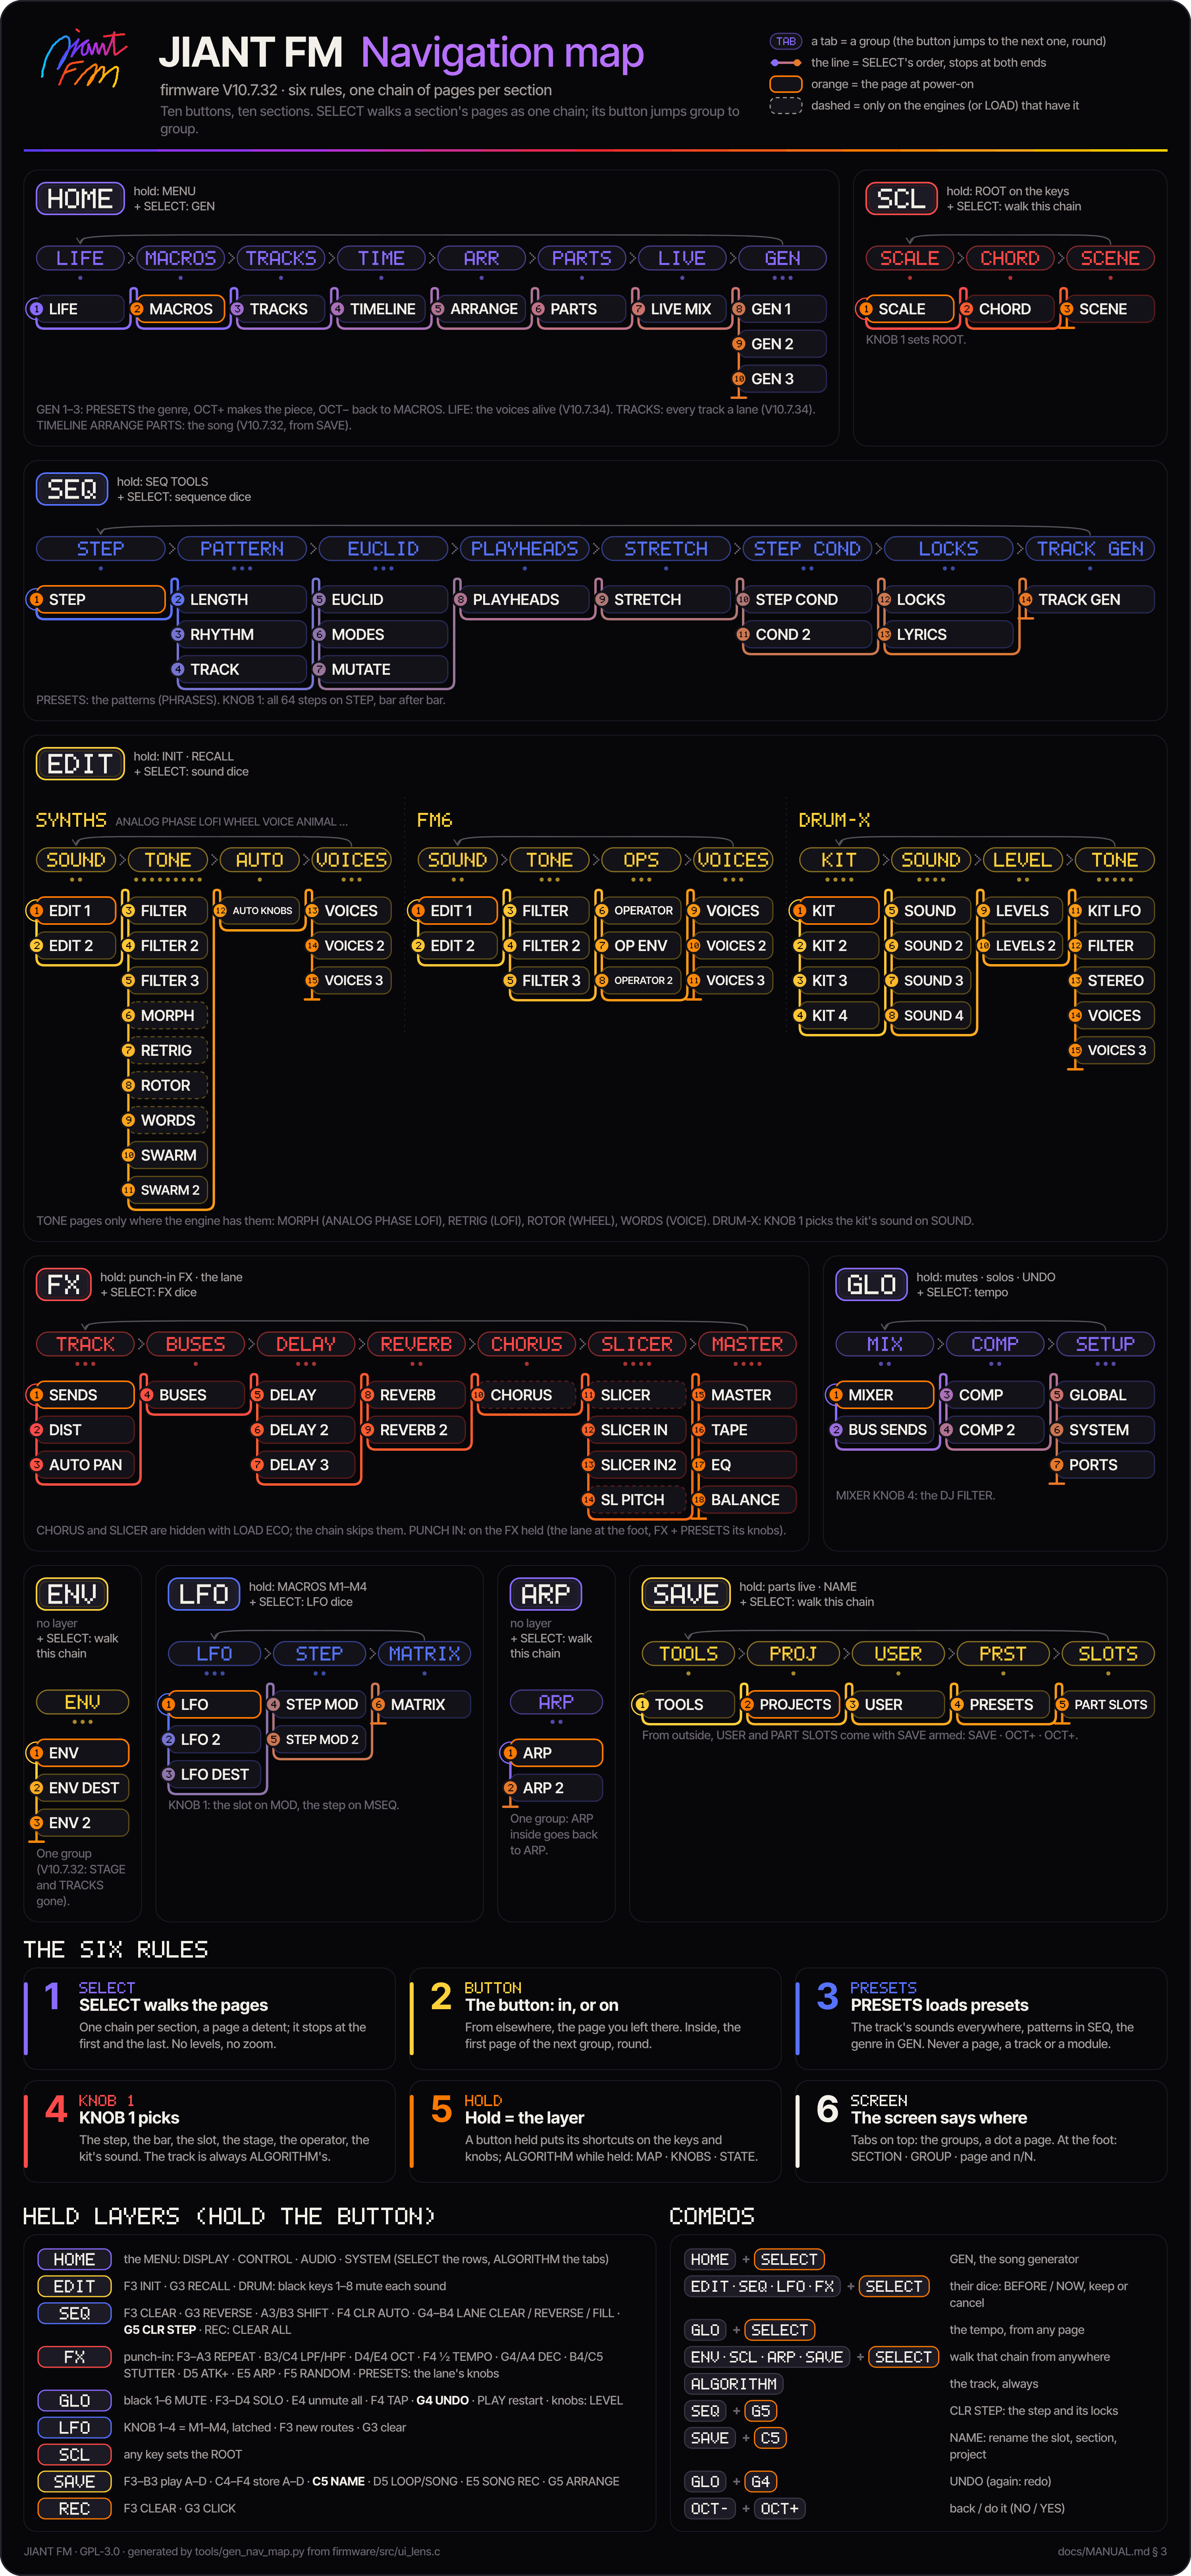 Jiant FM
JIANT FM Navigation map
firmware V10.7.32 · six rules, one chain of pages per section
Ten buttons, ten sections. SELECT walks a section's pages as one chain; its button jumps group to
group.
TAB a tab = a group (the button jumps to the next one, round)
the line = SELECT's order, stops at both ends
orange = the page at power-on
dashed = only on the engines (or LOAD) that have it
HOME
hold: MENU
+ SELECT: GEN
LIFE > MACROS > TRACKS > TIME > ARR > PARTS > LIVE > GEN
1 LIFE 2 MACROS 3 TRACKS 4 TIMELINE 5 ARRANGE 6 PARTS 7 LIVE MIX 8 GEN 1
9 GEN 2
10 GEN 3
GEN 1–3: PRESETS the genre, OCT+ makes the piece, OCT− back to MACROS. LIFE: the voices alive (V10.7.34). TRACKS: every track a lane (V10.7.34).
TIMELINE ARRANGE PARTS: the song (V10.7.32, from SAVE).
SCL
hold: ROOT on the keys
+ SELECT: walk this chain
SCALE > CHORD > SCENE
1 SCALE 2 CHORD 3 SCENE
KNOB 1 sets ROOT.
SEQ
hold: SEQ TOOLS
+ SELECT: sequence dice
STEP > PATTERN > EUCLID > PLAYHEADS > STRETCH > STEP COND > LOCKS > TRACK GEN
1 STEP 2 LENGTH 5 EUCLID 8 PLAYHEADS 9 STRETCH 10 STEP COND 12 LOCKS 14 TRACK GEN
3 RHYTHM 6 MODES 11 COND 2 13 LYRICS
4 TRACK 7 MUTATE
PRESETS: the patterns (PHRASES). KNOB 1: all 64 steps on STEP, bar after bar.
EDIT
hold: INIT · RECALL
+ SELECT: sound dice
SYNTHS ANALOG PHASE LOFI WHEEL VOICE ANIMAL ...
SOUND > TONE > AUTO > VOICES
1 EDIT 1 3 FILTER 12 AUTO KNOBS 13 VOICES
2 EDIT 2 4 FILTER 2 14 VOICES 2
5 FILTER 3 15 VOICES 3
6 MORPH
7 RETRIG
8 ROTOR
9 WORDS
10 SWARM
11 SWARM 2
FM6
SOUND > TONE > OPS > VOICES
1 EDIT 1 3 FILTER 6 OPERATOR 9 VOICES
2 EDIT 2 4 FILTER 2 7 OP ENV 10 VOICES 2
5 FILTER 3 8 OPERATOR 2 11 VOICES 3
DRUM-X
KIT > SOUND > LEVEL > TONE
1 KIT 5 SOUND 9 LEVELS 11 KIT LFO
2 KIT 2 6 SOUND 2 10 LEVELS 2 12 FILTER
3 KIT 3 7 SOUND 3 13 STEREO
4 KIT 4 8 SOUND 4 14 VOICES
15 VOICES 3
TONE pages only where the engine has them: MORPH (ANALOG PHASE LOFI), RETRIG (LOFI), ROTOR (WHEEL), WORDS (VOICE). DRUM-X: KNOB 1 picks the kit's sound on SOUND.
FX
hold: punch-in FX · the lane
+ SELECT: FX dice
TRACK > BUSES > DELAY > REVERB > CHORUS > SLICER > MASTER
1 SENDS 4 BUSES 5 DELAY 8 REVERB 10 CHORUS 11 SLICER 15 MASTER
2 DIST 6 DELAY 2 9 REVERB 2 12 SLICER IN 16 TAPE
3 AUTO PAN 7 DELAY 3 13 SLICER IN2 17 EQ
14 SL PITCH 18 BALANCE
CHORUS and SLICER are hidden with LOAD ECO; the chain skips them. PUNCH IN: on the FX held (the lane at the foot, FX + PRESETS its knobs).
GLO
hold: mutes · solos · UNDO
+ SELECT: tempo
MIX > COMP > SETUP
1 MIXER 3 COMP 5 GLOBAL
2 BUS SENDS 4 COMP 2 6 SYSTEM
7 PORTS
MIXER KNOB 4: the DJ FILTER.
ENV
no layer
+ SELECT: walk
this chain
ENV
1 ENV
2 ENV DEST
3 ENV 2
One group
(V10.7.32: STAGE
and TRACKS
gone).
LFO
hold: MACROS M1–M4
+ SELECT: LFO dice
LFO > STEP > MATRIX
1 LFO 4 STEP MOD 6 MATRIX
2 LFO 2 5 STEP MOD 2
3 LFO DEST
KNOB 1: the slot on MOD, the step on MSEQ.
ARP
no layer
+ SELECT: walk
this chain
ARP
1 ARP
2 ARP 2
One group: ARP
inside goes back
to ARP.
SAVE
hold: parts live · NAME
+ SELECT: walk this chain
TOOLS > PROJ > USER > PRST > SLOTS
1 TOOLS 2 PROJECTS 3 USER 4 PRESETS 5 PART SLOTS
From outside, USER and PART SLOTS come with SAVE armed: SAVE · OCT+ · OCT+.
THE SIX RULES
1 SELECT
SELECT walks the pages
One chain per section, a page a detent; it stops at the
first and the last. No levels, no zoom.
2 BUTTON
The button: in, or on
From elsewhere, the page you left there. Inside, the
first page of the next group, round.
3 PRESETS
PRESETS loads presets
The track's sounds everywhere, patterns in SEQ, the
genre in GEN. Never a page, a track or a module.
4 KNOB 1
KNOB 1 picks
The step, the bar, the slot, the stage, the operator, the
kit's sound. The track is always ALGORITHM's.
5 HOLD
Hold = the layer
A button held puts its shortcuts on the keys and
knobs; ALGORITHM while held: MAP · KNOBS · STATE.
6 SCREEN
The screen says where
Tabs on top: the groups, a dot a page. At the foot:
SECTION · GROUP · page and n/N.
HELD LAYERS (HOLD THE BUTTON)
HOME the MENU: DISPLAY · CONTROL · AUDIO · SYSTEM (SELECT the rows, ALGORITHM the tabs)
EDIT F3 INIT · G3 RECALL · DRUM: black keys 1–8 mute each sound
SEQ F3 CLEAR · G3 REVERSE · A3/B3 SHIFT · F4 CLR AUTO · G4–B4 LANE CLEAR / REVERSE / FILL ·
G5 CLR STEP · REC: CLEAR ALL
FX punch-in: F3–A3 REPEAT · B3/C4 LPF/HPF · D4/E4 OCT · F4 ½ TEMPO · G4/A4 DEC · B4/C5
STUTTER · D5 ATK+ · E5 ARP · F5 RANDOM · PRESETS: the lane's knobs
GLO black 1–6 MUTE · F3–D4 SOLO · E4 unmute all · F4 TAP · G4 UNDO · PLAY restart · knobs: LEVEL
LFO KNOB 1–4 = M1–M4, latched · F3 new routes · G3 clear
SCL any key sets the ROOT
SAVE F3–B3 play A–D · C4–F4 store A–D · C5 NAME · D5 LOOP/SONG · E5 SONG REC · G5 ARRANGE
REC F3 CLEAR · G3 CLICK
COMBOS
HOME + SELECT GEN, the song generator
EDIT·SEQ·LFO·FX + SELECT their dice: BEFORE / NOW, keep or
cancel
GLO + SELECT the tempo, from any page
ENV·SCL·ARP·SAVE + SELECT walk that chain from anywhere
ALGORITHM the track, always
SEQ + G5 CLR STEP: the step and its locks
SAVE + C5 NAME: rename the slot, section,
project
GLO + G4 UNDO (again: redo)
OCT- + OCT+ back / do it (NO / YES)
JIANT FM · GPL-3.0 · generated by tools/gen_nav_map.py from firmware/src/ui_lens.c
docs/MANUAL.md § 3